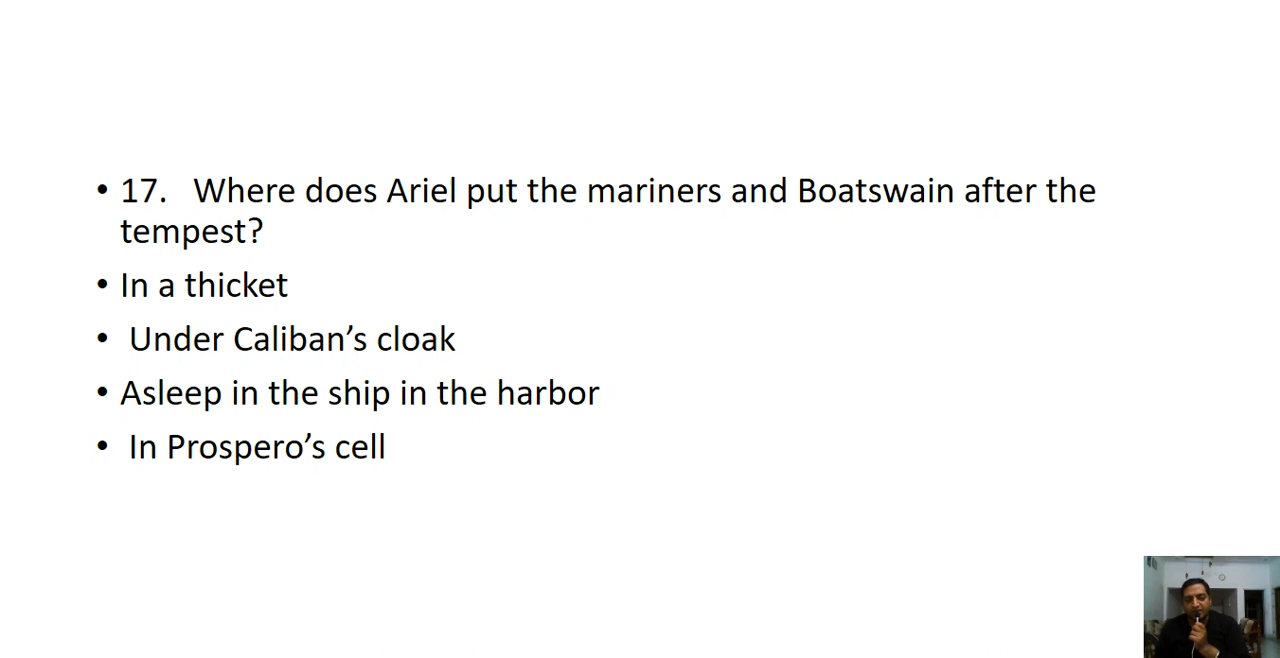 • 17. Where does Ariel put the mariners and Boatswain after the
tempest?
• In a thicket
• Under Caliban’s cloak
• Asleep in the ship in the harbor
• In Prospero’s cell